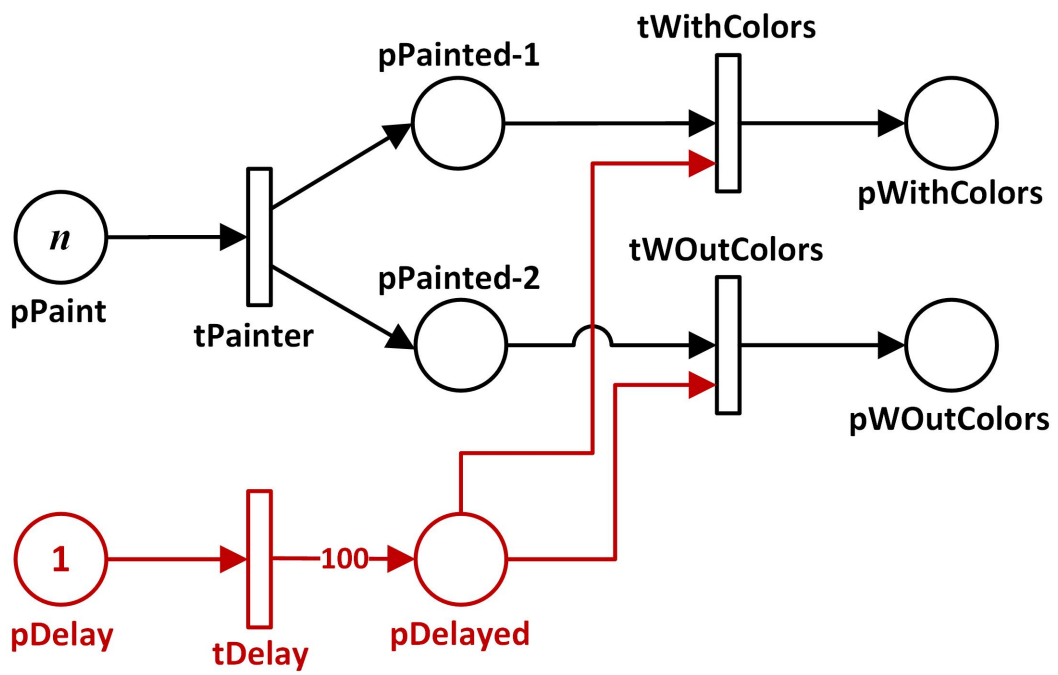 tWithColors
pPainted-1
pWithColors
n
pPaint
tPainter
tWOutColors
pPainted-2
pWOutColors
1
100
pDelay
tDelay
pDelayed